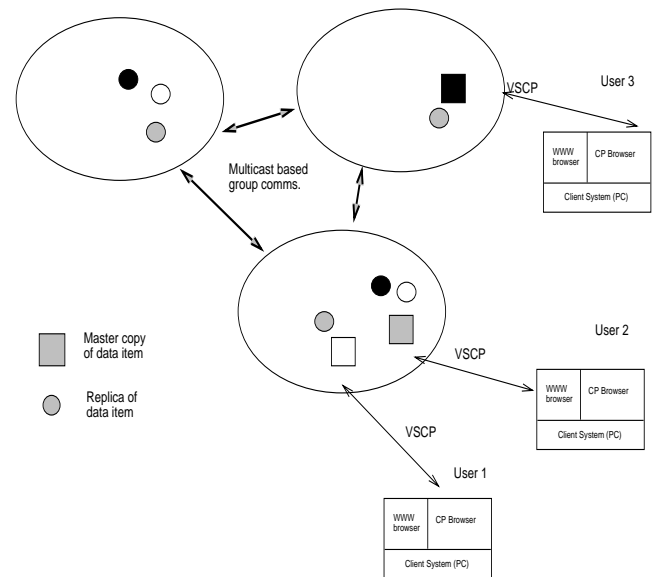 VSCP
User 3
WWW
browser
CP Browser
Client System (PC)
Multicast based
group comms.
Master copy
of data item
Replica of
data item
User 2
VSCP
WWW
browser
CP Browser
Client System (PC)
VSCP
User 1
WWW
browser
CP Browser
Client System (PC)